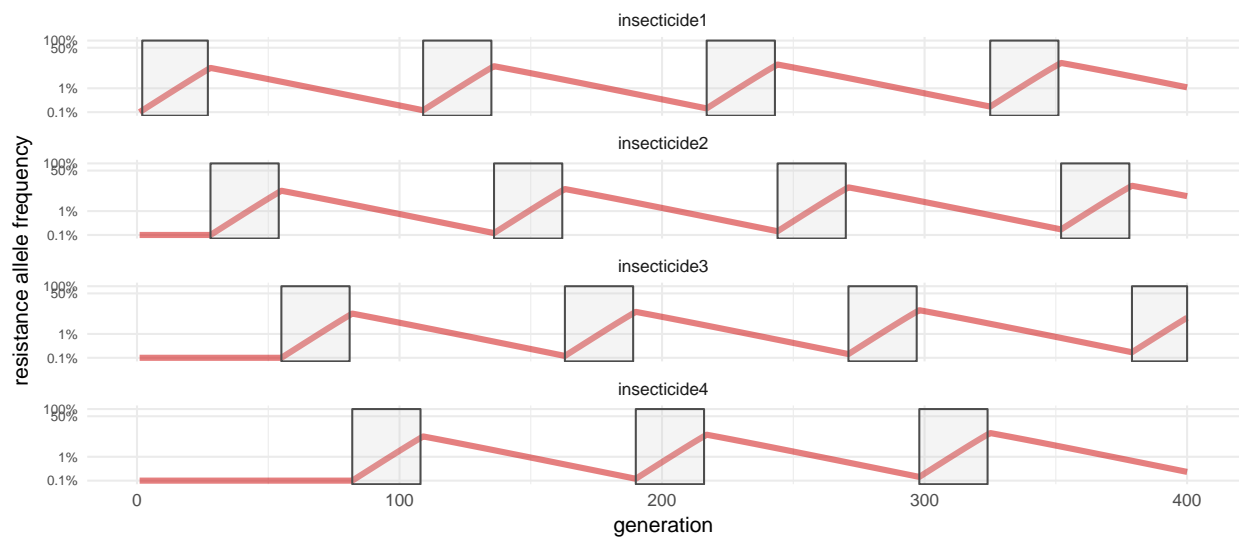 insecticide1
100%
50%
1%
0.1%
insecticide2
100%
50%
1%
0.1%
insecticide3
100%
50%
1%
0.1%
insecticide4
100%
50%
1%
0.1%
0 100 200 300 400
generation
resistance allele frequency